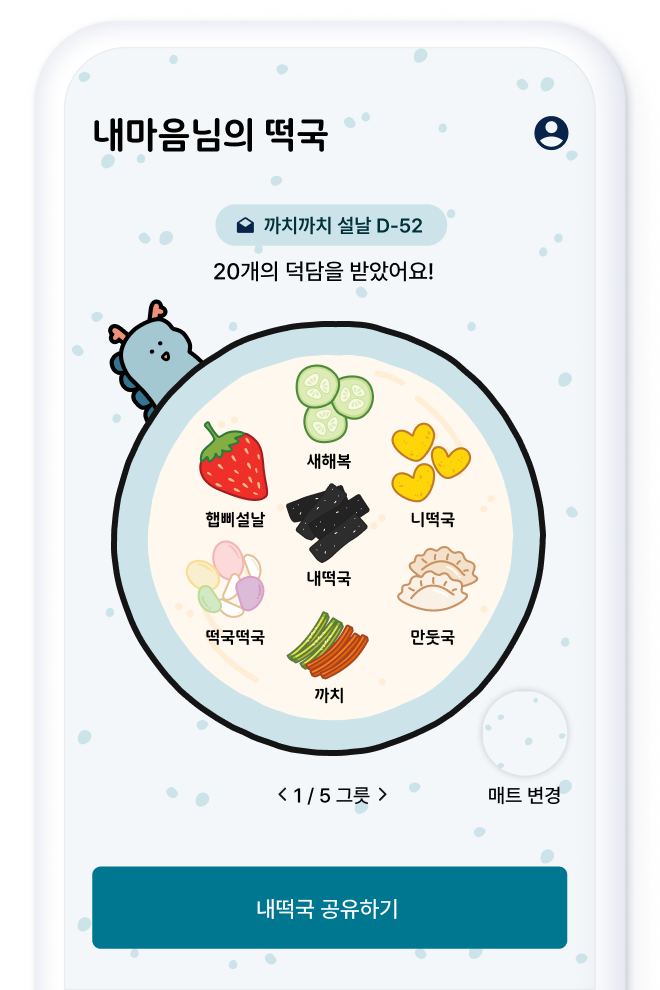 내마음님의 떡국
까치까치 설날 D-52
20개의 덕담을 받았어요!
새해복
햅삐설날
니떡국
내떡국
떡국떡국
만둣국
까치
< 1 / 5 그릇 >
매트 변경
내떡국 공유하기